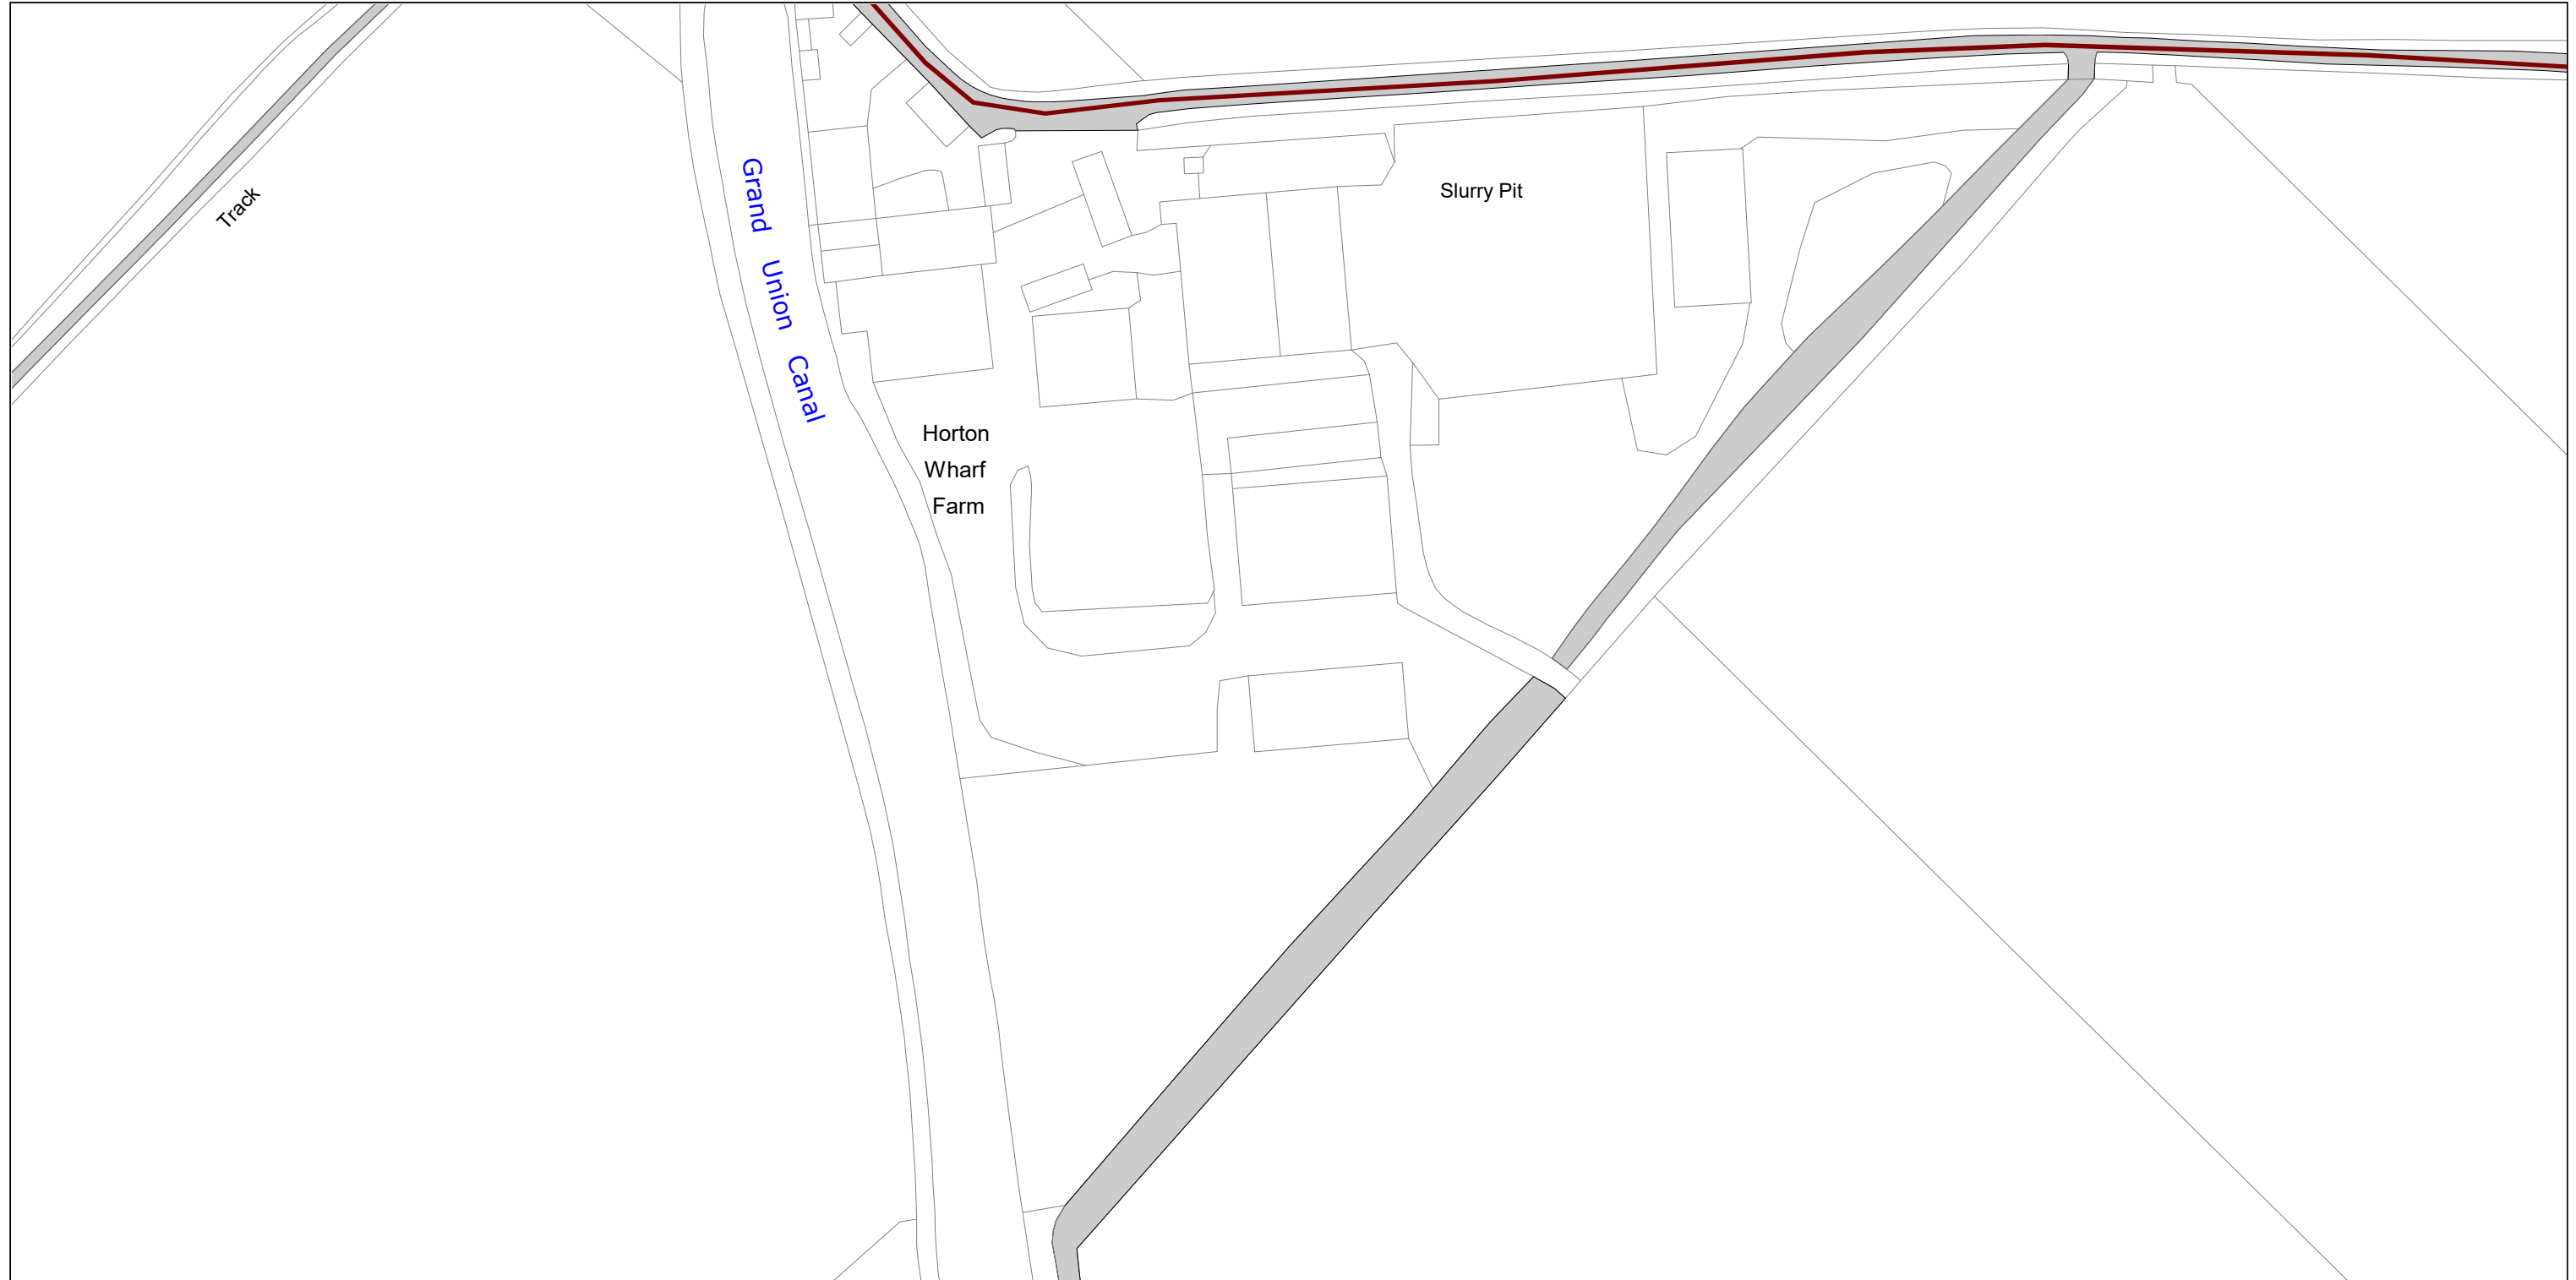 Track
Grand Union Canal
Slurry Pit
Horton
Wharf
Farm